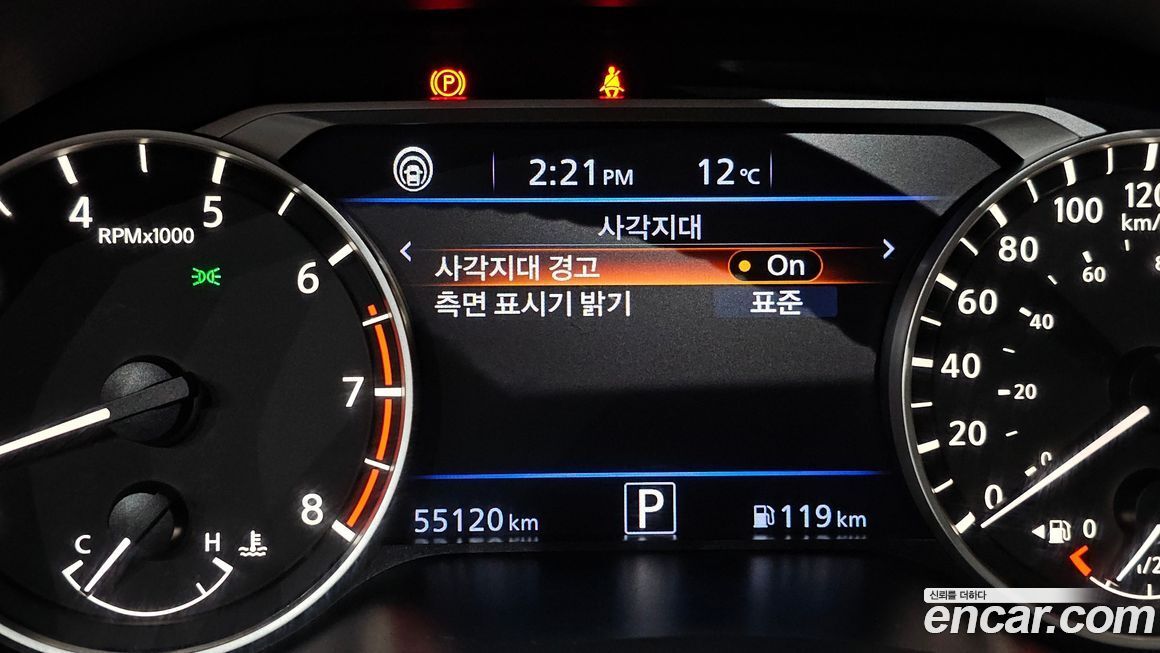 P
2:21 PM 12°C
4 5 6 7 8
RPMx1000
사각지대
사각지대 경고 On
측면 표시기 밝기 표준
55120 km P 119 km
C H
0 20 40 60 80 100 120
km/
0 20 40 60
0
신뢰를 더하다
encar.com